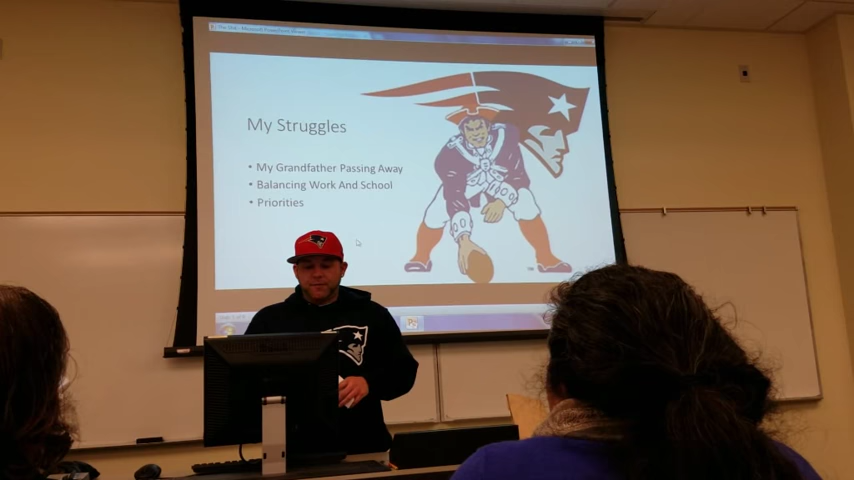 My Struggles
• My Grandfather Passing Away
• Balancing Work And School
• Priorities